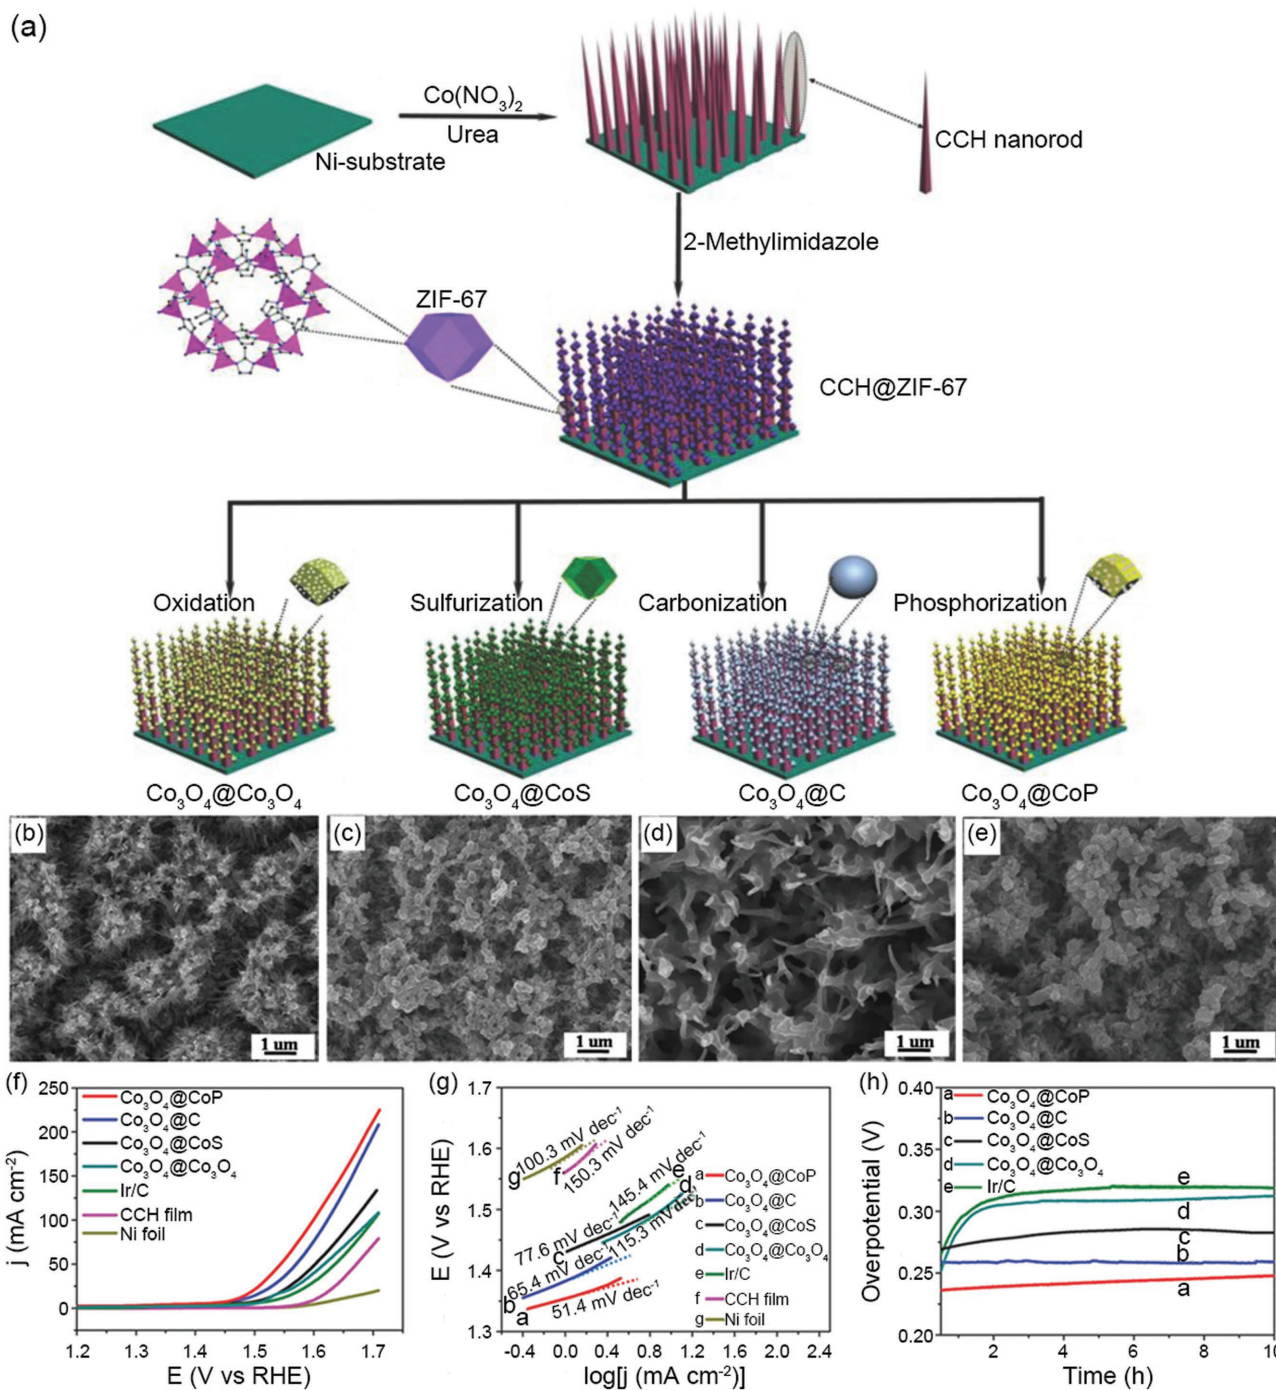 (a)
Co(NO₃)₂
Urea
Ni-substrate
CCH nanorod
2-Methylimidazole
ZIF-67
CCH@ZIF-67
Oxidation
Sulfurization
Carbonization
Phosphorization
Co₃O₄@Co₃O₄
Co₃O₄@CoS
Co₃O₄@C
Co₃O₄@CoP
(b)
1 um
(c)
1 um
(d)
1 um
(e)
1 um
(f)
250
200
150
100
50
0
j (mA cm⁻²)
Co₃O₄@CoP
Co₃O₄@C
Co₃O₄@CoS
Co₃O₄@Co₃O₄
Ir/C
CCH film
Ni foil
1.2 1.3 1.4 1.5 1.6 1.7
E (V vs RHE)
(g)
1.7
1.6
1.5
1.4
1.3
E (V vs RHE)
100.3 mV dec⁻¹
g
f
150.3 mV dec⁻¹
145.4 mV dec⁻¹
e
d
77.6 mV dec⁻¹
c
115.3 mV dec⁻¹
65.4 mV dec⁻¹
b
a
51.4 mV dec⁻¹
a Co₃O₄@CoP
b Co₃O₄@C
c Co₃O₄@CoS
d Co₃O₄@Co₃O₄
e Ir/C
f CCH film
g Ni foil
-0.4 0.0 0.4 0.8 1.2 1.6 2.0 2.4
log[j (mA cm⁻²)]
(h)
0.40
0.35
0.30
0.25
0.20
Overpotential (V)
a Co₃O₄@CoP
b Co₃O₄@C
c Co₃O₄@CoS
d Co₃O₄@Co₃O₄
e Ir/C
e
d
c
b
a
2 4 6 8 10
Time (h)